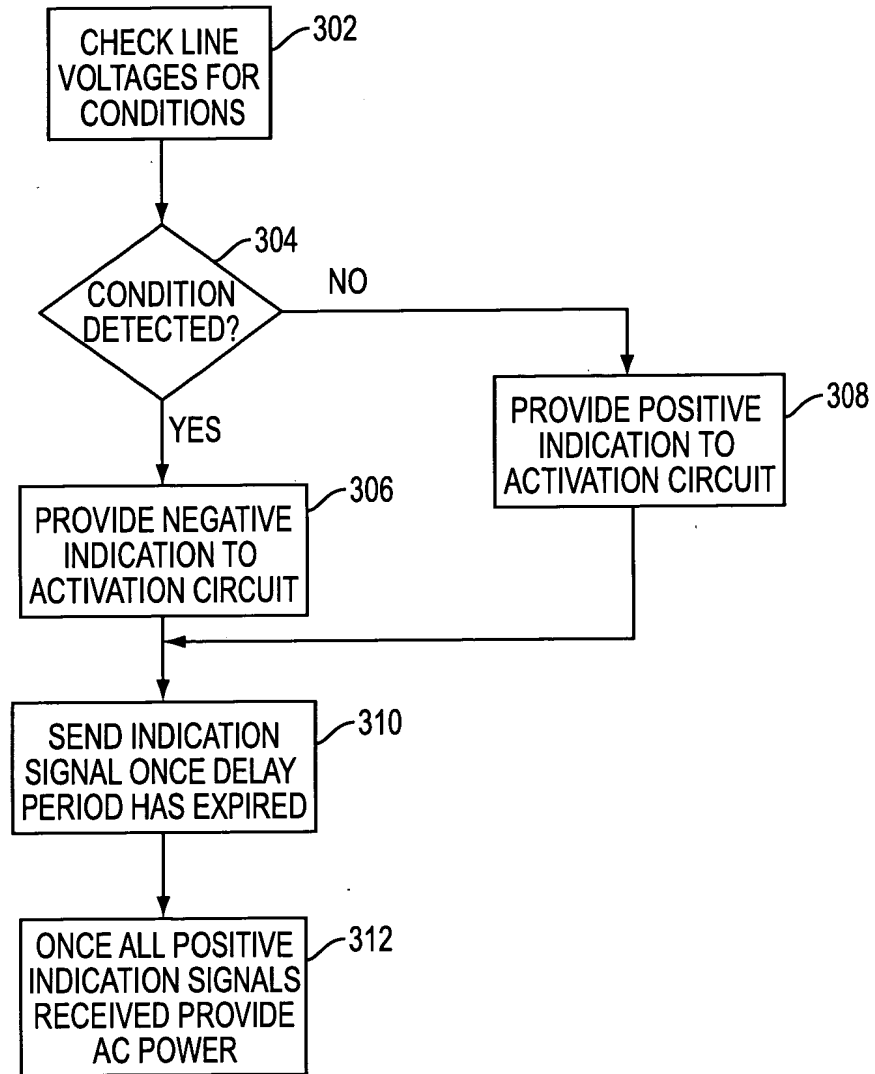 CHECK LINE
VOLTAGES FOR
CONDITIONS
302
CONDITION
DETECTED?
304
NO
YES
PROVIDE POSITIVE
INDICATION TO
ACTIVATION CIRCUIT
308
PROVIDE NEGATIVE
INDICATION TO
ACTIVATION CIRCUIT
306
SEND INDICATION
SIGNAL ONCE DELAY
PERIOD HAS EXPIRED
310
ONCE ALL POSITIVE
INDICATION SIGNALS
RECEIVED PROVIDE
AC POWER
312